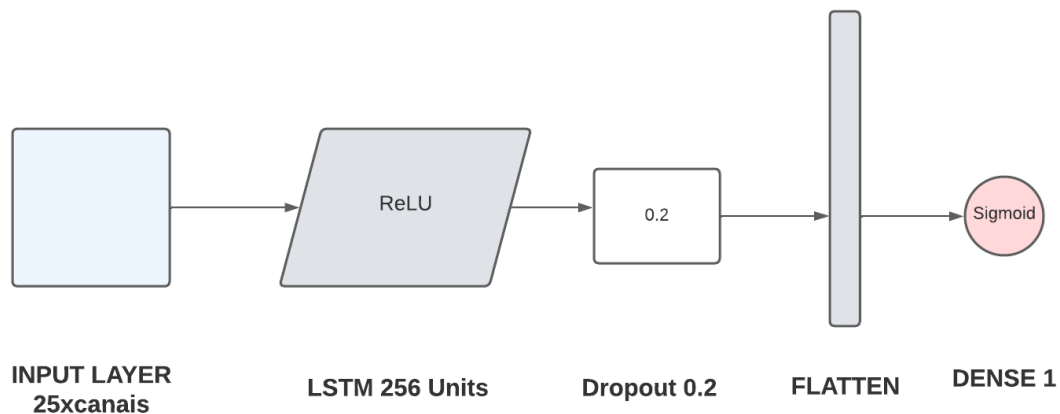 ReLU
0.2
Sigmoid
INPUT LAYER
25xcanais
LSTM 256 Units
Dropout 0.2
FLATTEN
DENSE 1